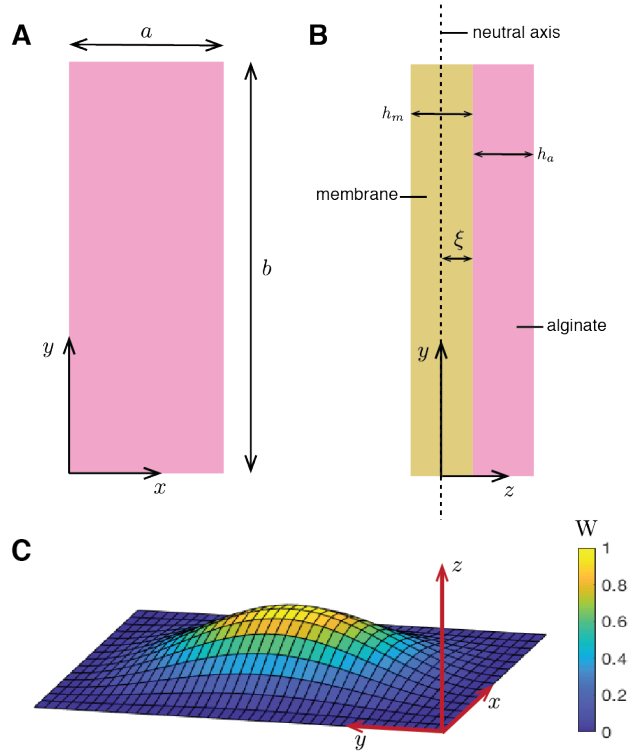 A
a
b
y
x
B
neutral axis
h_m
h_a
membrane
ξ
alginate
y
z
C
W
1
0.8
0.6
0.4
0.2
0
z
x
y